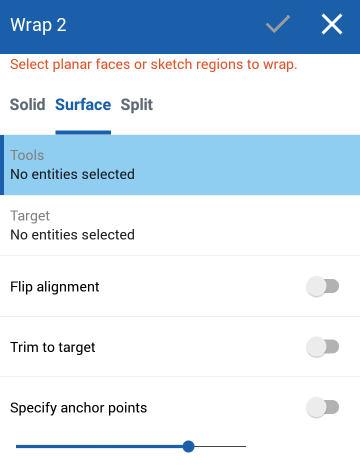 Wrap 2
Select planar faces or sketch regions to wrap.
Solid Surface Split
Tools
No entities selected
Target
No entities selected
Flip alignment
Trim to target
Specify anchor points